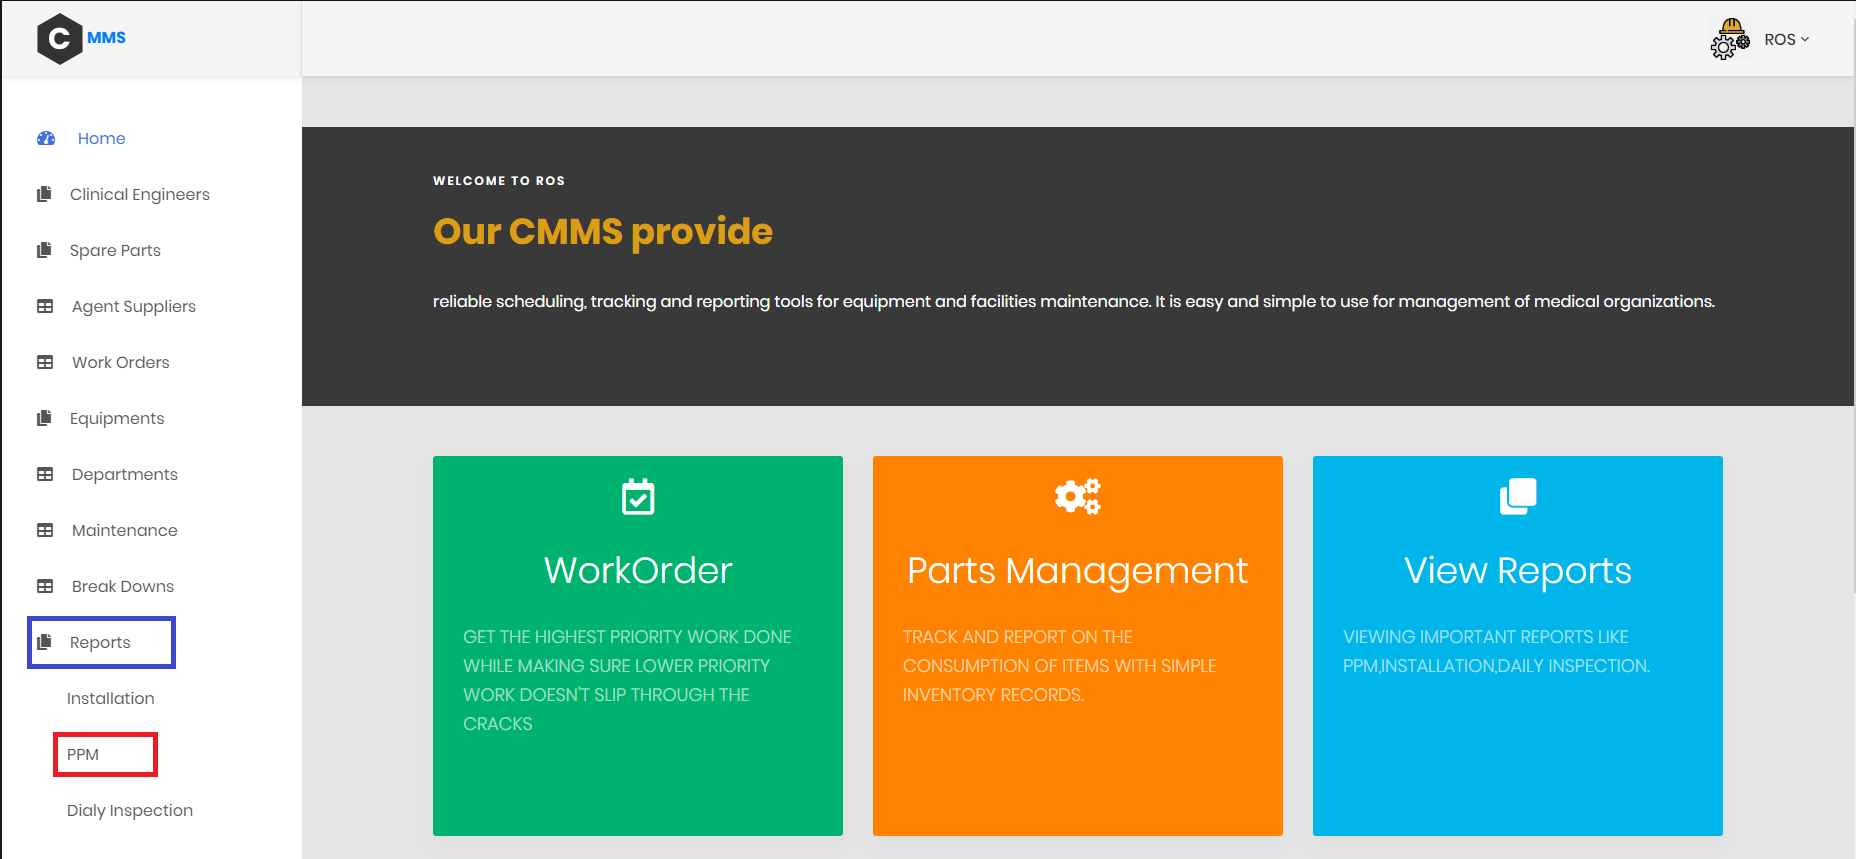 C MMS
ROS
Home
Clinical Engineers
Spare Parts
Agent Suppliers
Work Orders
Equipments
Departments
Maintenance
Break Downs
Reports
Installation
PPM
Dialy Inspection
WELCOME TO ROS
Our CMMS provide
reliable scheduling, tracking and reporting tools for equipment and facilities maintenance. It is easy and simple to use for management of medical organizations.
WorkOrder
GET THE HIGHEST PRIORITY WORK DONE
WHILE MAKING SURE LOWER PRIORITY
WORK DOESN'T SLIP THROUGH THE
CRACKS
Parts Management
TRACK AND REPORT ON THE
CONSUMPTION OF ITEMS WITH SIMPLE
INVENTORY RECORDS.
View Reports
VIEWING IMPORTANT REPORTS LIKE
PPM,INSTALLATION,DAILY INSPECTION.